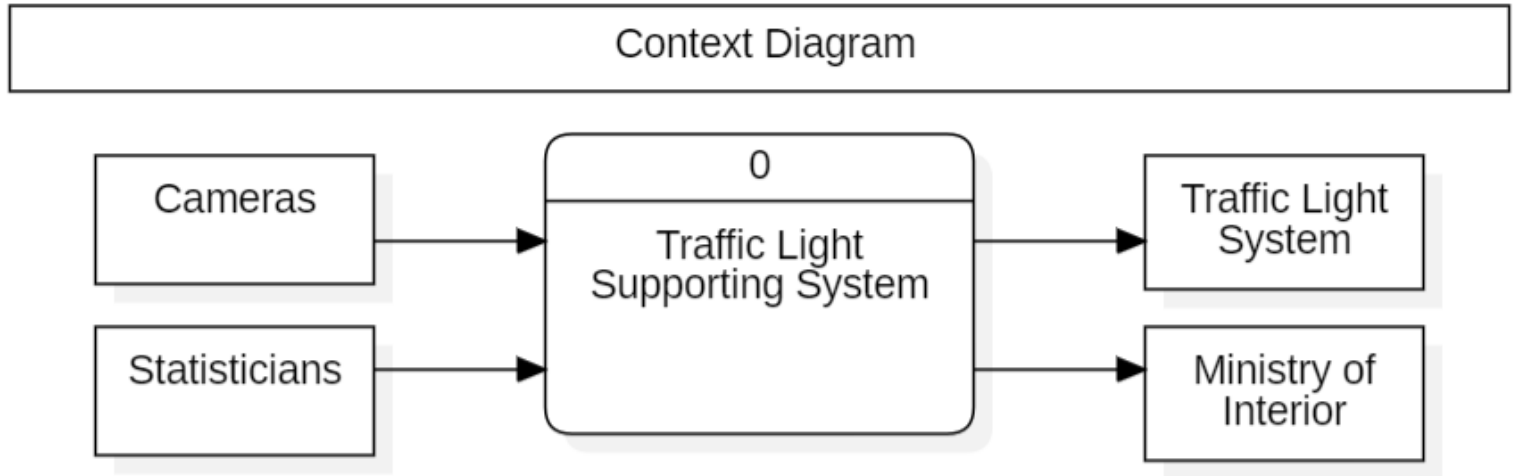 Context Diagram
Cameras
Statisticians
0
Traffic Light
Supporting System
Traffic Light
System
Ministry of
Interior